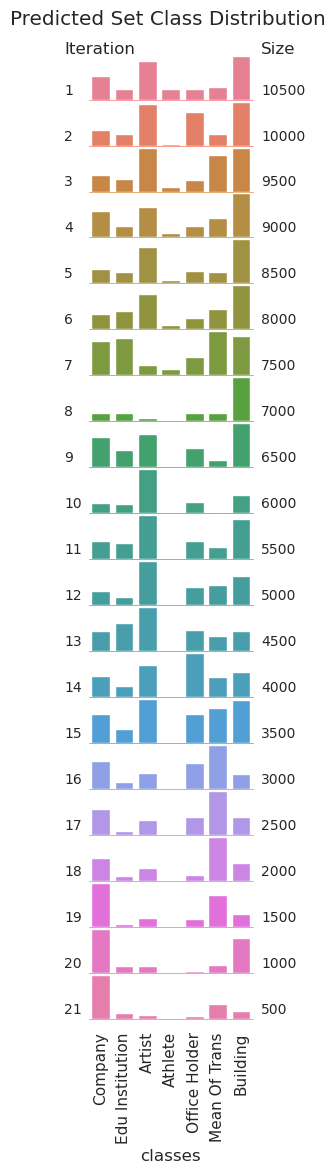 Predicted Set Class Distribution
Iteration Size
1 10500
2 10000
3 9500
4 9000
5 8500
6 8000
7 7500
8 7000
9 6500
10 6000
11 5500
12 5000
13 4500
14 4000
15 3500
16 3000
17 2500
18 2000
19 1500
20 1000
21 500
Company
Edu Institution
Artist
Athlete
Office Holder
Mean Of Trans
Building
classes